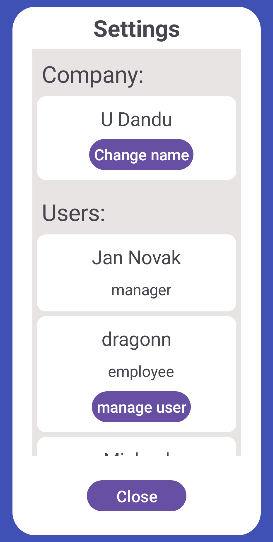 Settings
Company:
U Dandu
Change name
Users:
Jan Novak
manager
dragonn
employee
manage user
Close